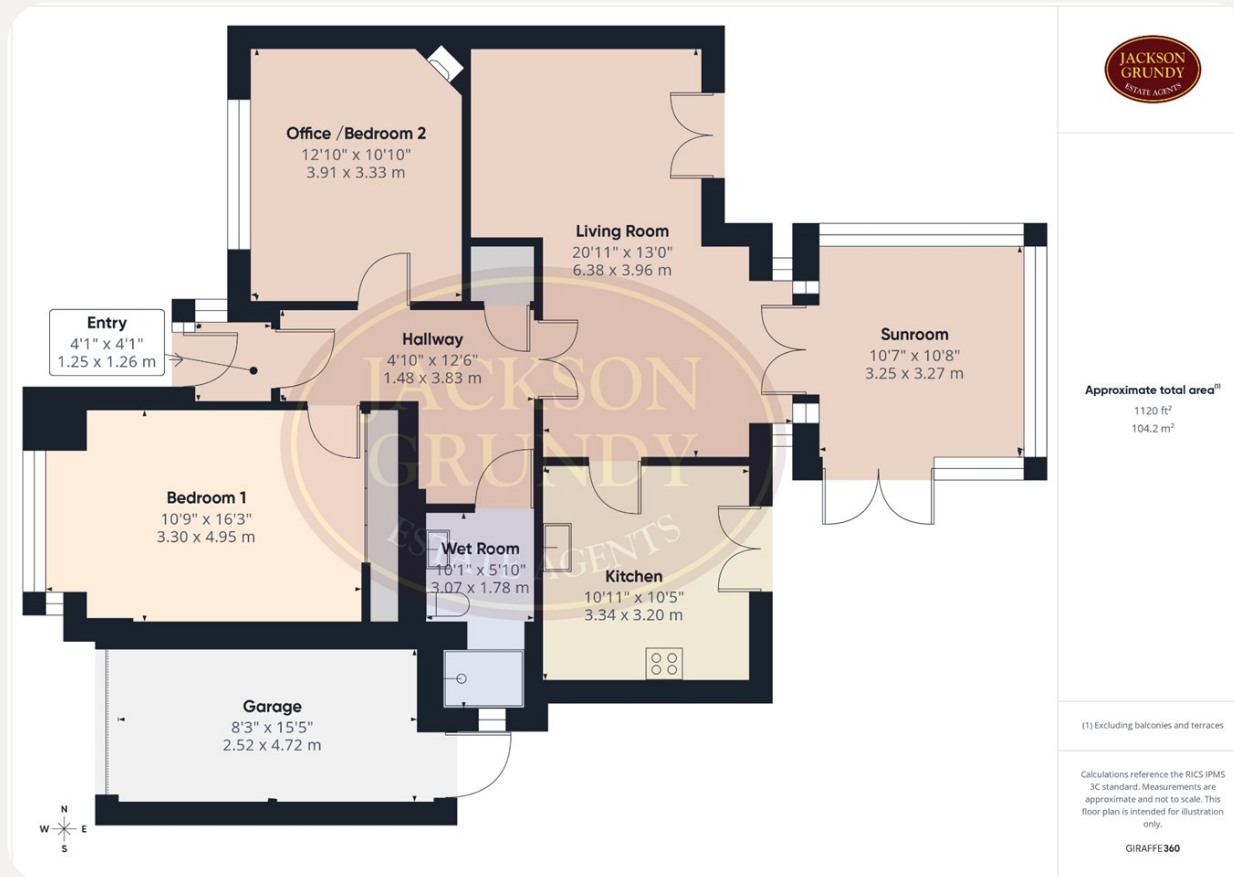 Office /Bedroom 2
12'10" x 10'10"
3.91 x 3.33 m
Living Room
20'11" x 13'0"
6.38 x 3.96 m
Entry
4'1" x 4'1"
1.25 x 1.26 m
Hallway
4'10" x 12'6"
1.48 x 3.83 m
Sunroom
10'7" x 10'8"
3.25 x 3.27 m
Bedroom 1
10'9" x 16'3"
3.30 x 4.95 m
Wet Room
10'1" x 5'10"
3.07 x 1.78 m
Kitchen
10'11" x 10'5"
3.34 x 3.20 m
Garage
8'3" x 15'5"
2.52 x 4.72 m
JACKSON
GRUNDY
ESTATE AGENTS
N
W E
S
JACKSON
GRUNDY
ESTATE AGENTS
Approximate total area(1)
1120 ft²
104.2 m²
(1) Excluding balconies and terraces
Calculations reference the RICS IPMS
3C standard. Measurements are
approximate and not to scale. This
floor plan is intended for illustration
only.
GIRAFFE360